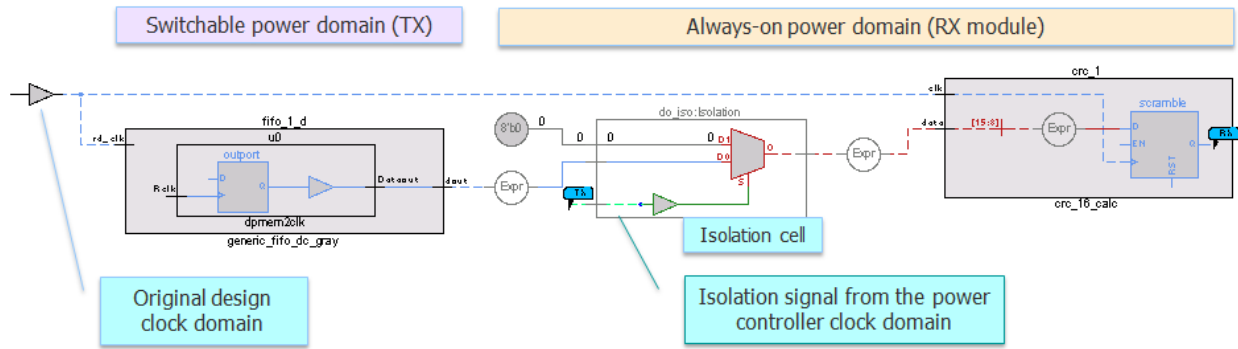 Switchable power domain (TX)
Always-on power domain (RX module)
crc_1
clk
scramble
fifo_1_d
rd_clk
u0
outport
D
Q
Rclk
Dataout
dout
dpmem2clk
generic_fifo_dc_gray
8'b0
0
do_iso:Isolation
0
0
D1
D0
O
S
Expr
Tx
Expr
data
[15:8]
Expr
D
EN
Q
RST
Rx
crc_16_calc
Isolation cell
Original design
clock domain
Isolation signal from the power
controller clock domain